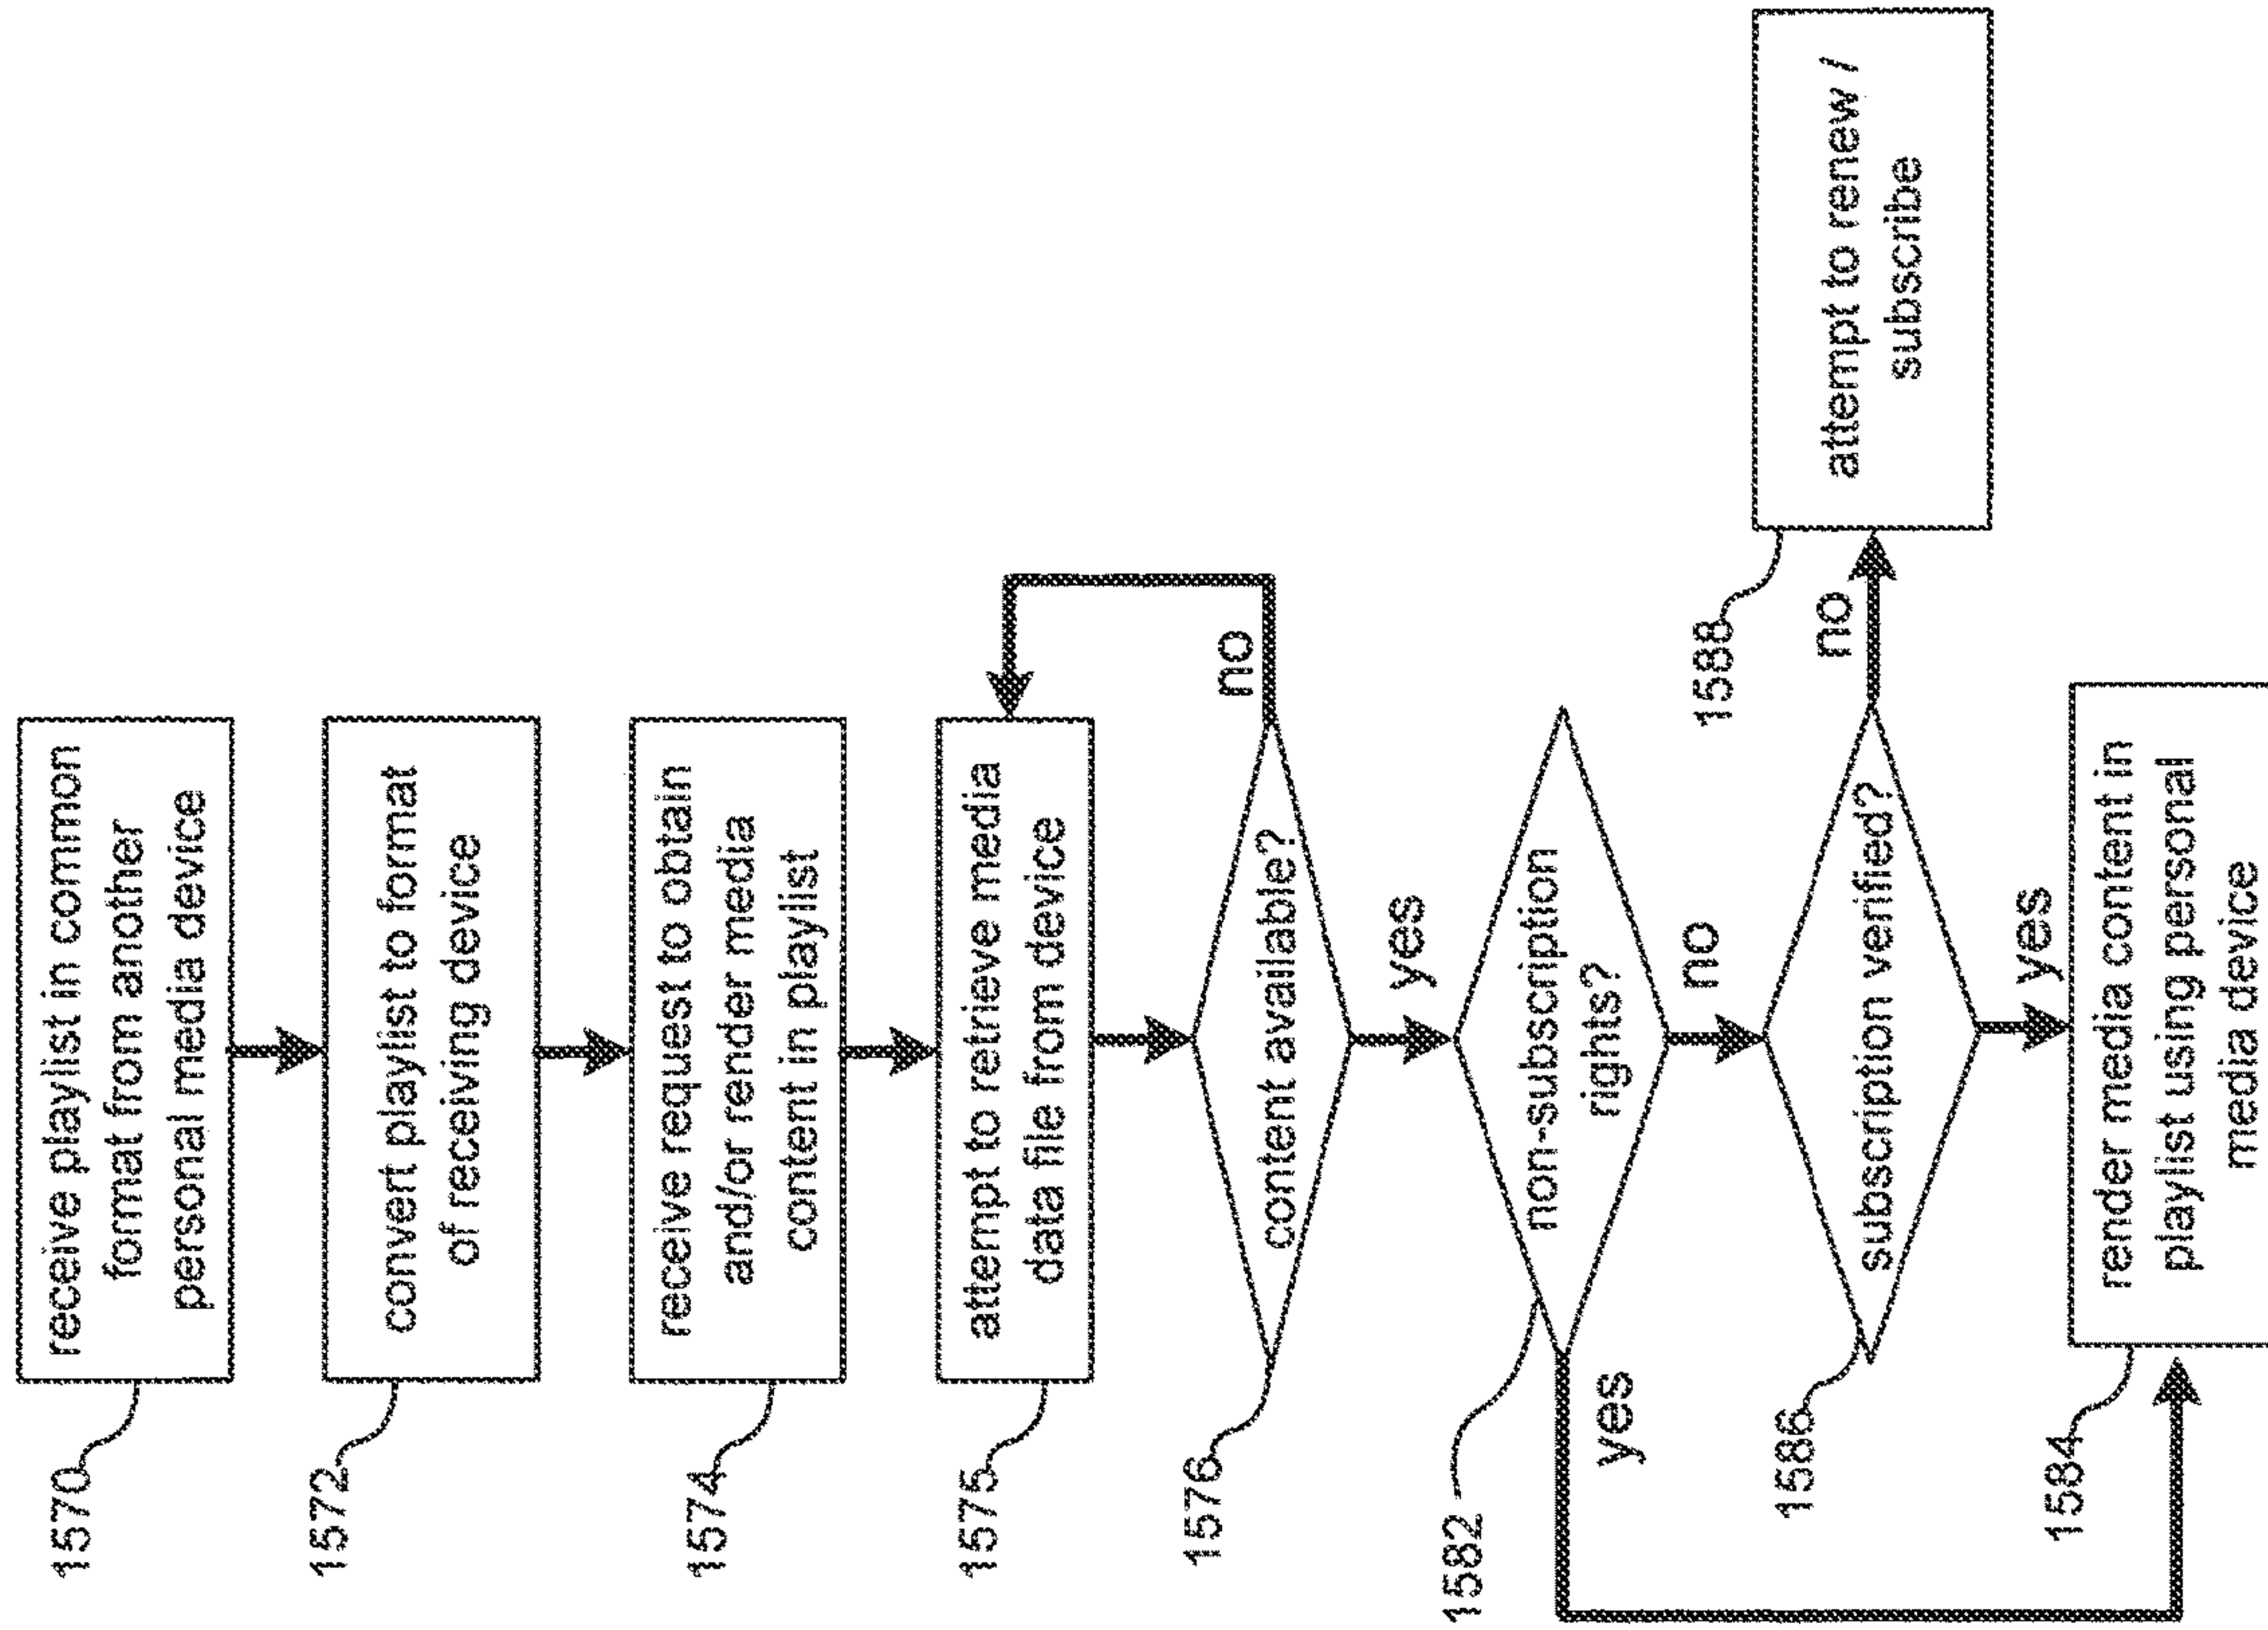 1570
receive playlist in common
format from another
personal media device
1572
convert playlist to format
of receiving device
1574
receive request to obtain
and/or render media
content in playlist
1575
attempt to retrieve media
data file from device
1576
content available?
no
yes
1582
non-subscription
rights?
yes
no
1586
subscription verified?
no
1588
attempt to renew /
subscribe
yes
1584
render media content in
playlist using personal
media device